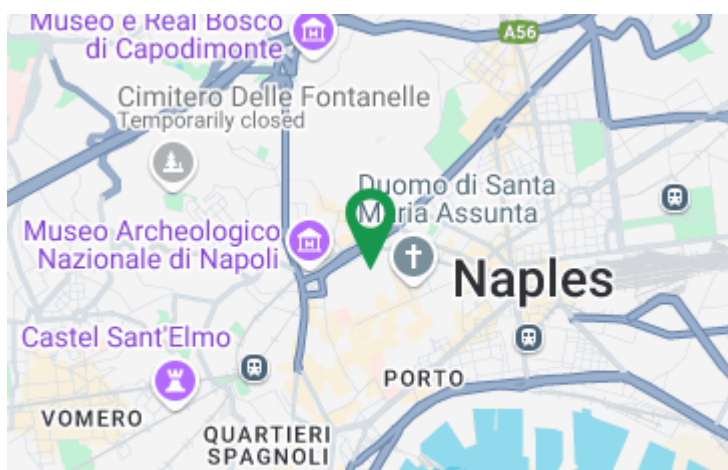 Museo e Real Bosco
di Capodimonte
A56
Cimitero Delle Fontanelle
Temporarily closed
Duomo di Santa
Maria Assunta
Museo Archeologico
Nazionale di Napoli
Naples
Castel Sant'Elmo
PORTO
VOMERO
QUARTIERI
SPAGNOLI